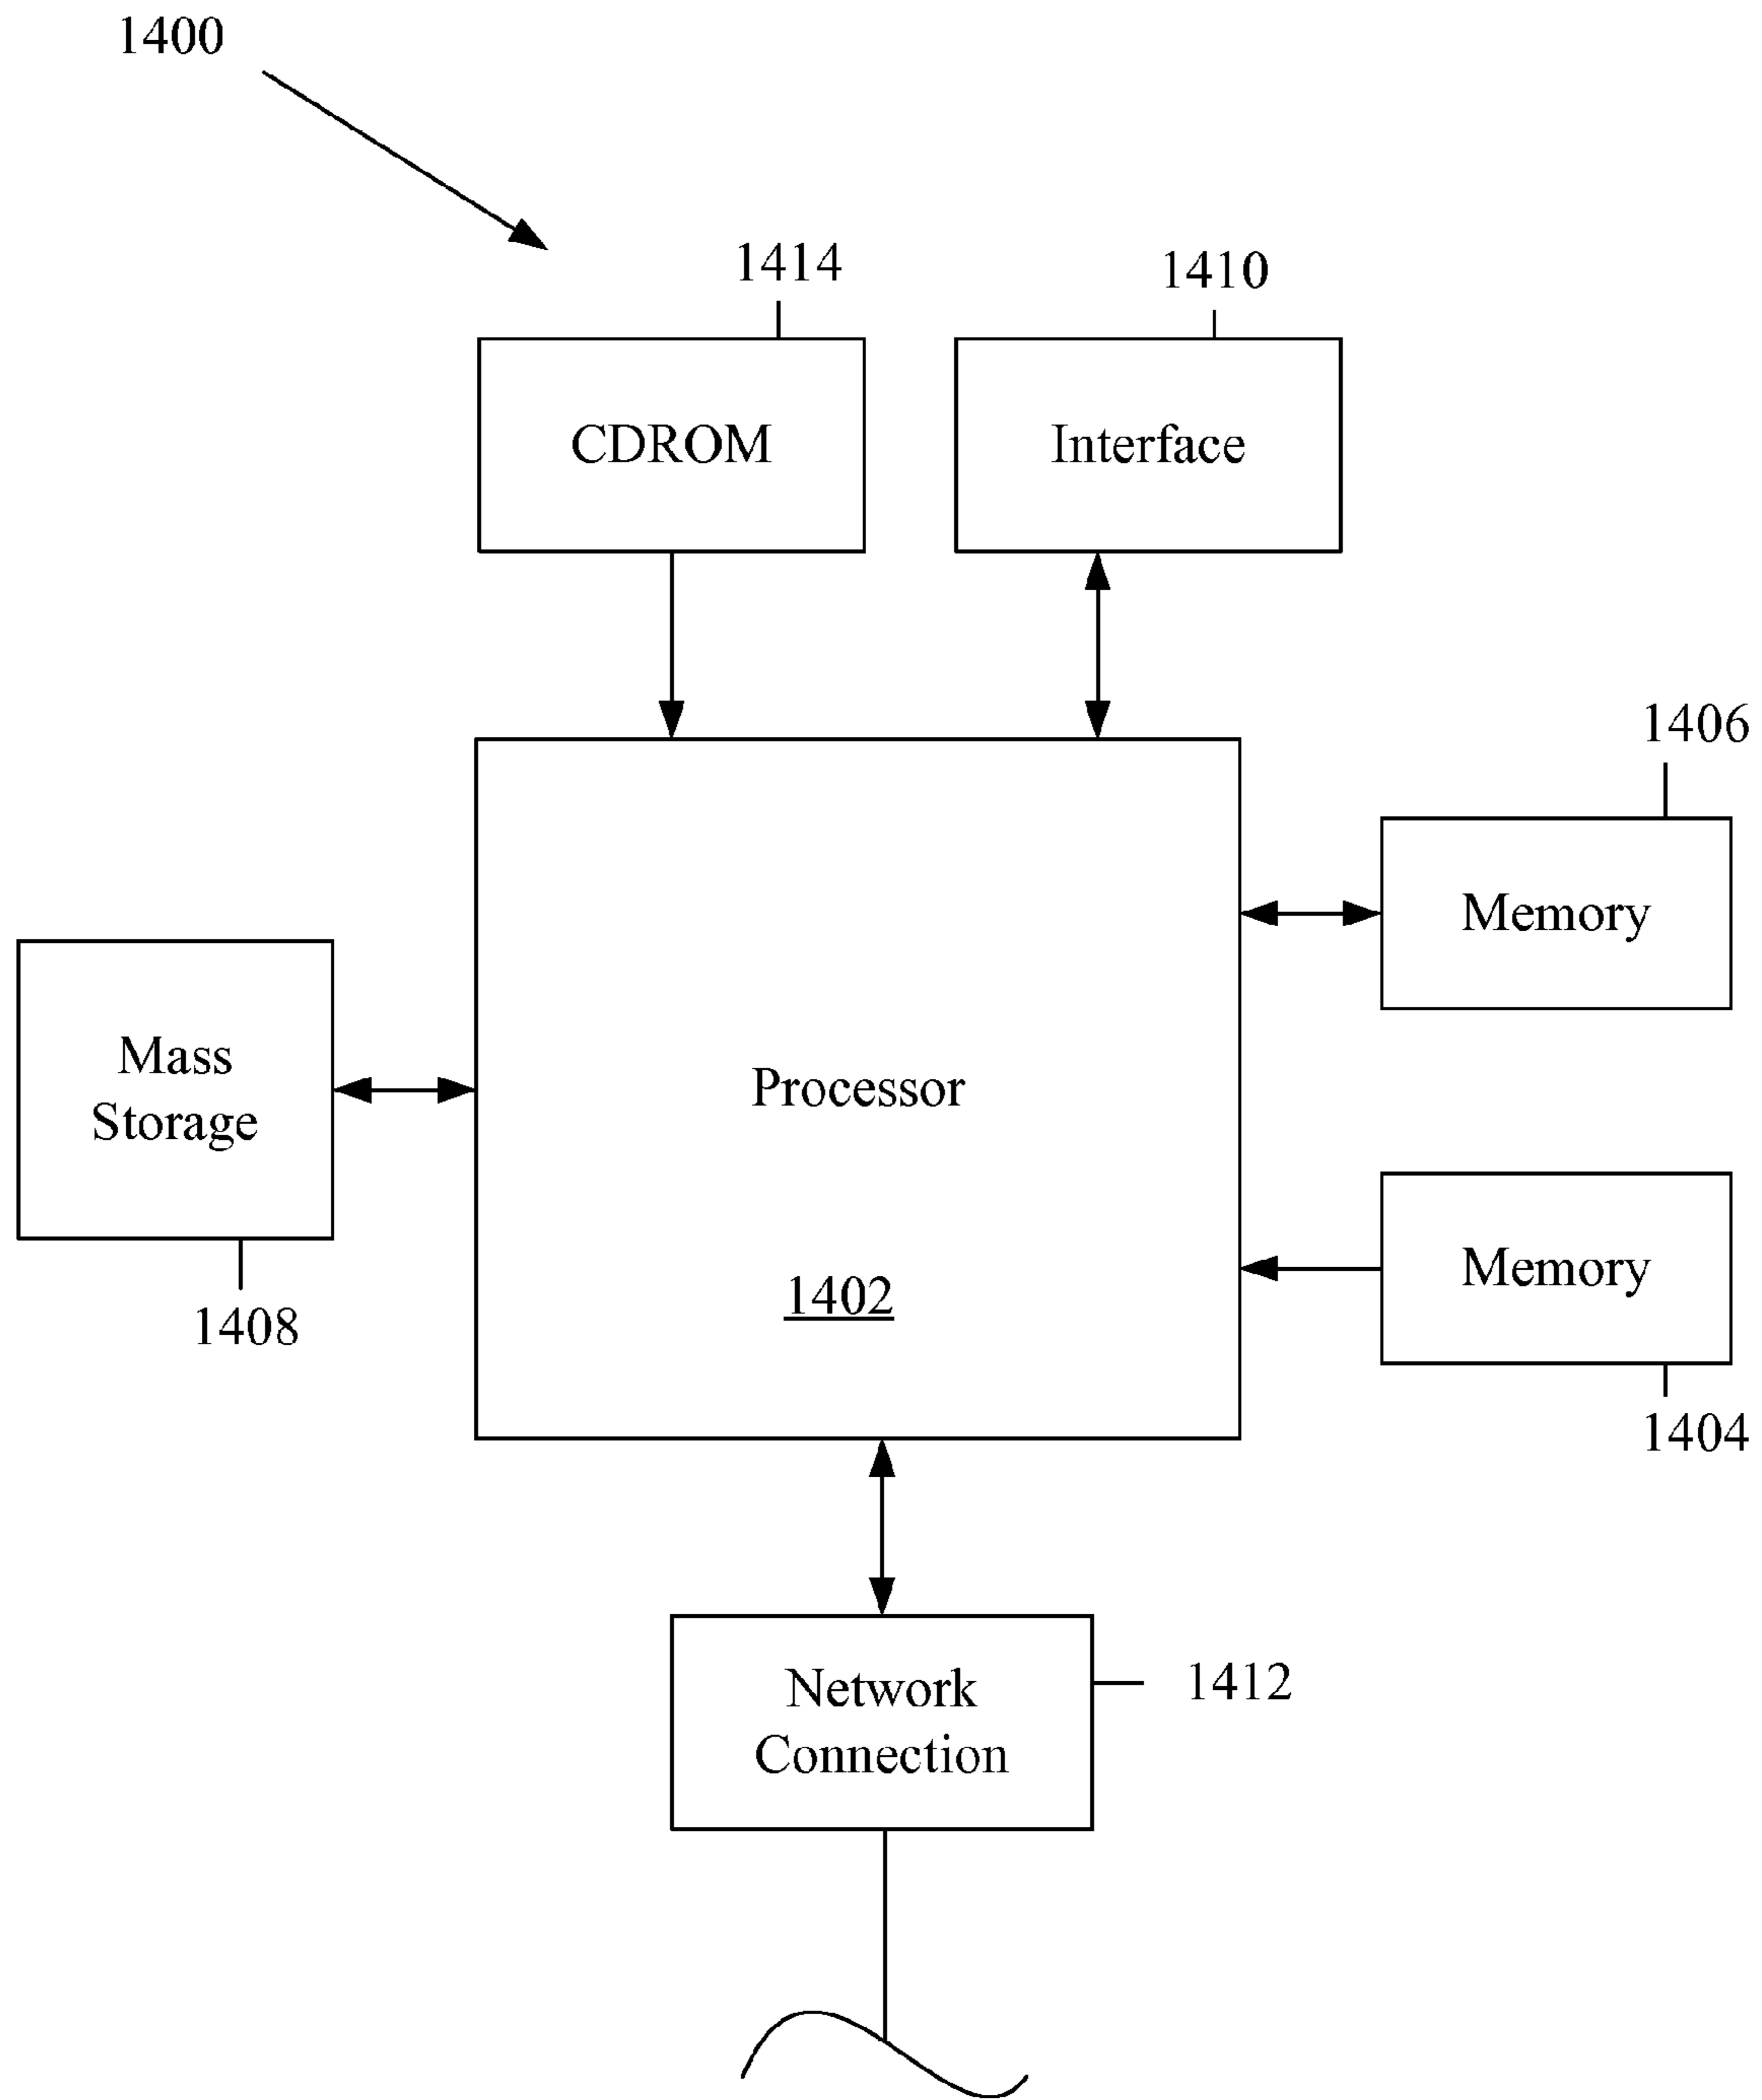 1400
1414
1410
CDROM
Interface
1406
Memory
Mass
Storage
Processor
1402
1408
Memory
1404
Network
Connection
1412